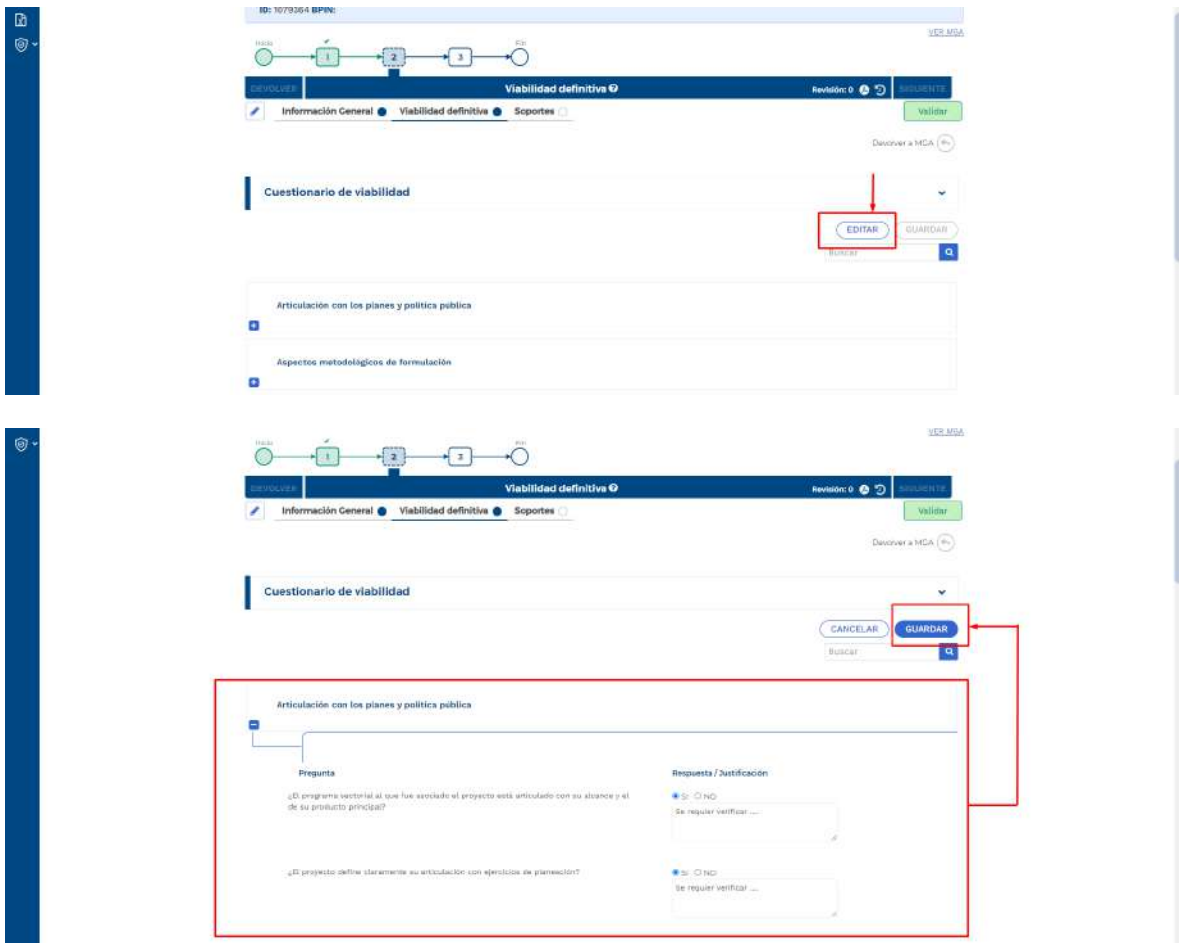 ID: 1079364 BPIN:
VER MGA
Inicio
Fin
1
2
3
DEVOLVER
Viabilidad definitiva
Revisión: 0
SIGUIENTE
Información General
Viabilidad definitiva
Soportes
Validar
Devolver a MGA
Cuestionario de viabilidad
EDITAR
GUARDAR
Buscar
Articulación con los planes y política pública
Aspectos metodológicos de formulación
VER MGA
Inicio
Fin
1
2
3
DEVOLVER
Viabilidad definitiva
Revisión: 0
SIGUIENTE
Información General
Viabilidad definitiva
Soportes
Validar
Devolver a MGA
Cuestionario de viabilidad
CANCELAR
GUARDAR
Buscar
Articulación con los planes y política pública
Pregunta
Respuesta / Justificación
¿El programa sectorial al que fue asociado el proyecto está articulado con su alcance y el
de su producto principal?
SI NO
Se requier verificar ....
¿El proyecto define claramente su articulación con ejercicios de planeación?
SI NO
Se requier verificar ....